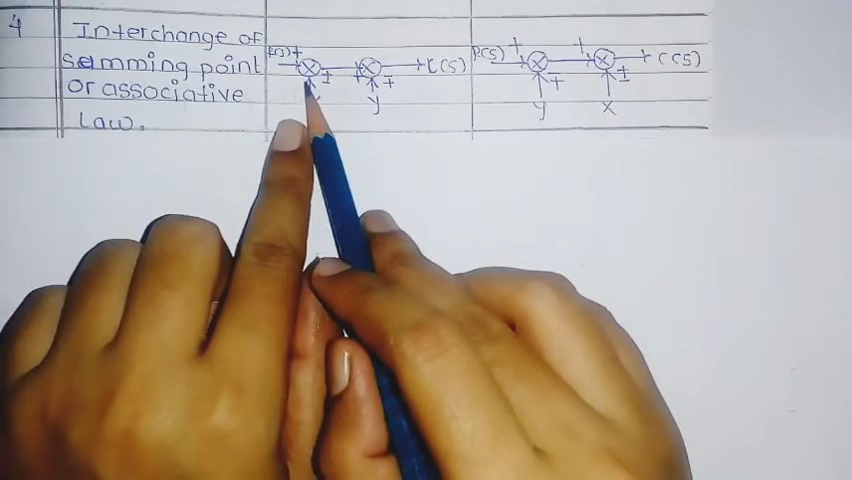 4
Interchange of
summing point
or associative
Law.
R(s) + ± + ∓ C(s)
y
R(s) + ∓ + ± C(s)
y x